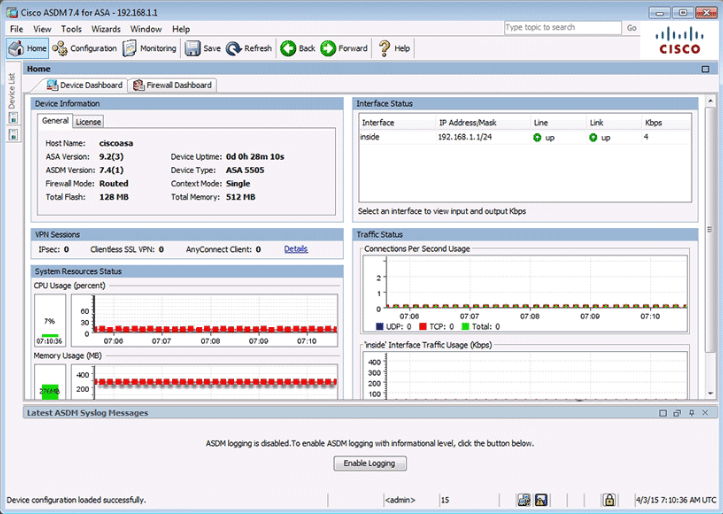 Cisco ASDM 7.4 for ASA - 192.168.1.1
File View Tools Wizards Window Help
Type topic to search Go
Home Configuration Monitoring Save Refresh Back Forward Help
CISCO
Device List
Home
Device Dashboard Firewall Dashboard
Device Information
General License
Host Name: ciscoasa
ASA Version: 9.2(3) Device Uptime: 0d 0h 28m 10s
ASDM Version: 7.4(1) Device Type: ASA 5505
Firewall Mode: Routed Context Mode: Single
Total Flash: 128 MB Total Memory: 512 MB
Interface Status
Interface IP Address/Mask Line Link Kbps
inside 192.168.1.1/24 up up 4
Select an interface to view input and output Kbps
VPN Sessions
IPsec: 0 Clientless SSL VPN: 0 AnyConnect Client: 0 Details
System Resources Status
CPU Usage (percent)
7%
07:10:36
60
30
0
07:07 07:08 07:09 07:10
Memory Usage (MB)
276MB
400
200
Traffic Status
Connections Per Second Usage
2
1
0
07:07 07:08 07:09 07:10
UDP: 0 TCP: 0 Total: 0
'inside' Interface Traffic Usage (Kbps)
400
300
200
100
Latest ASDM Syslog Messages
ASDM logging is disabled.To enable ASDM logging with informational level, click the button below.
Enable Logging
Device configuration loaded successfully. <admin> 15 4/3/15 7:10:36 AM UTC